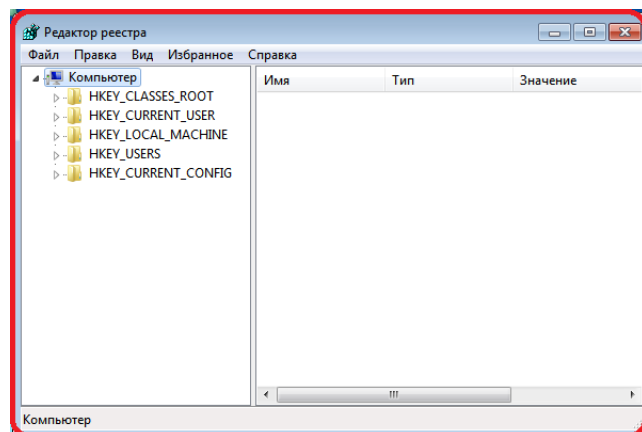 Редактор реестра
Файл Правка Вид Избранное Справка
Компьютер
Имя Тип Значение
HKEY_CLASSES_ROOT
HKEY_CURRENT_USER
HKEY_LOCAL_MACHINE
HKEY_USERS
HKEY_CURRENT_CONFIG
Компьютер